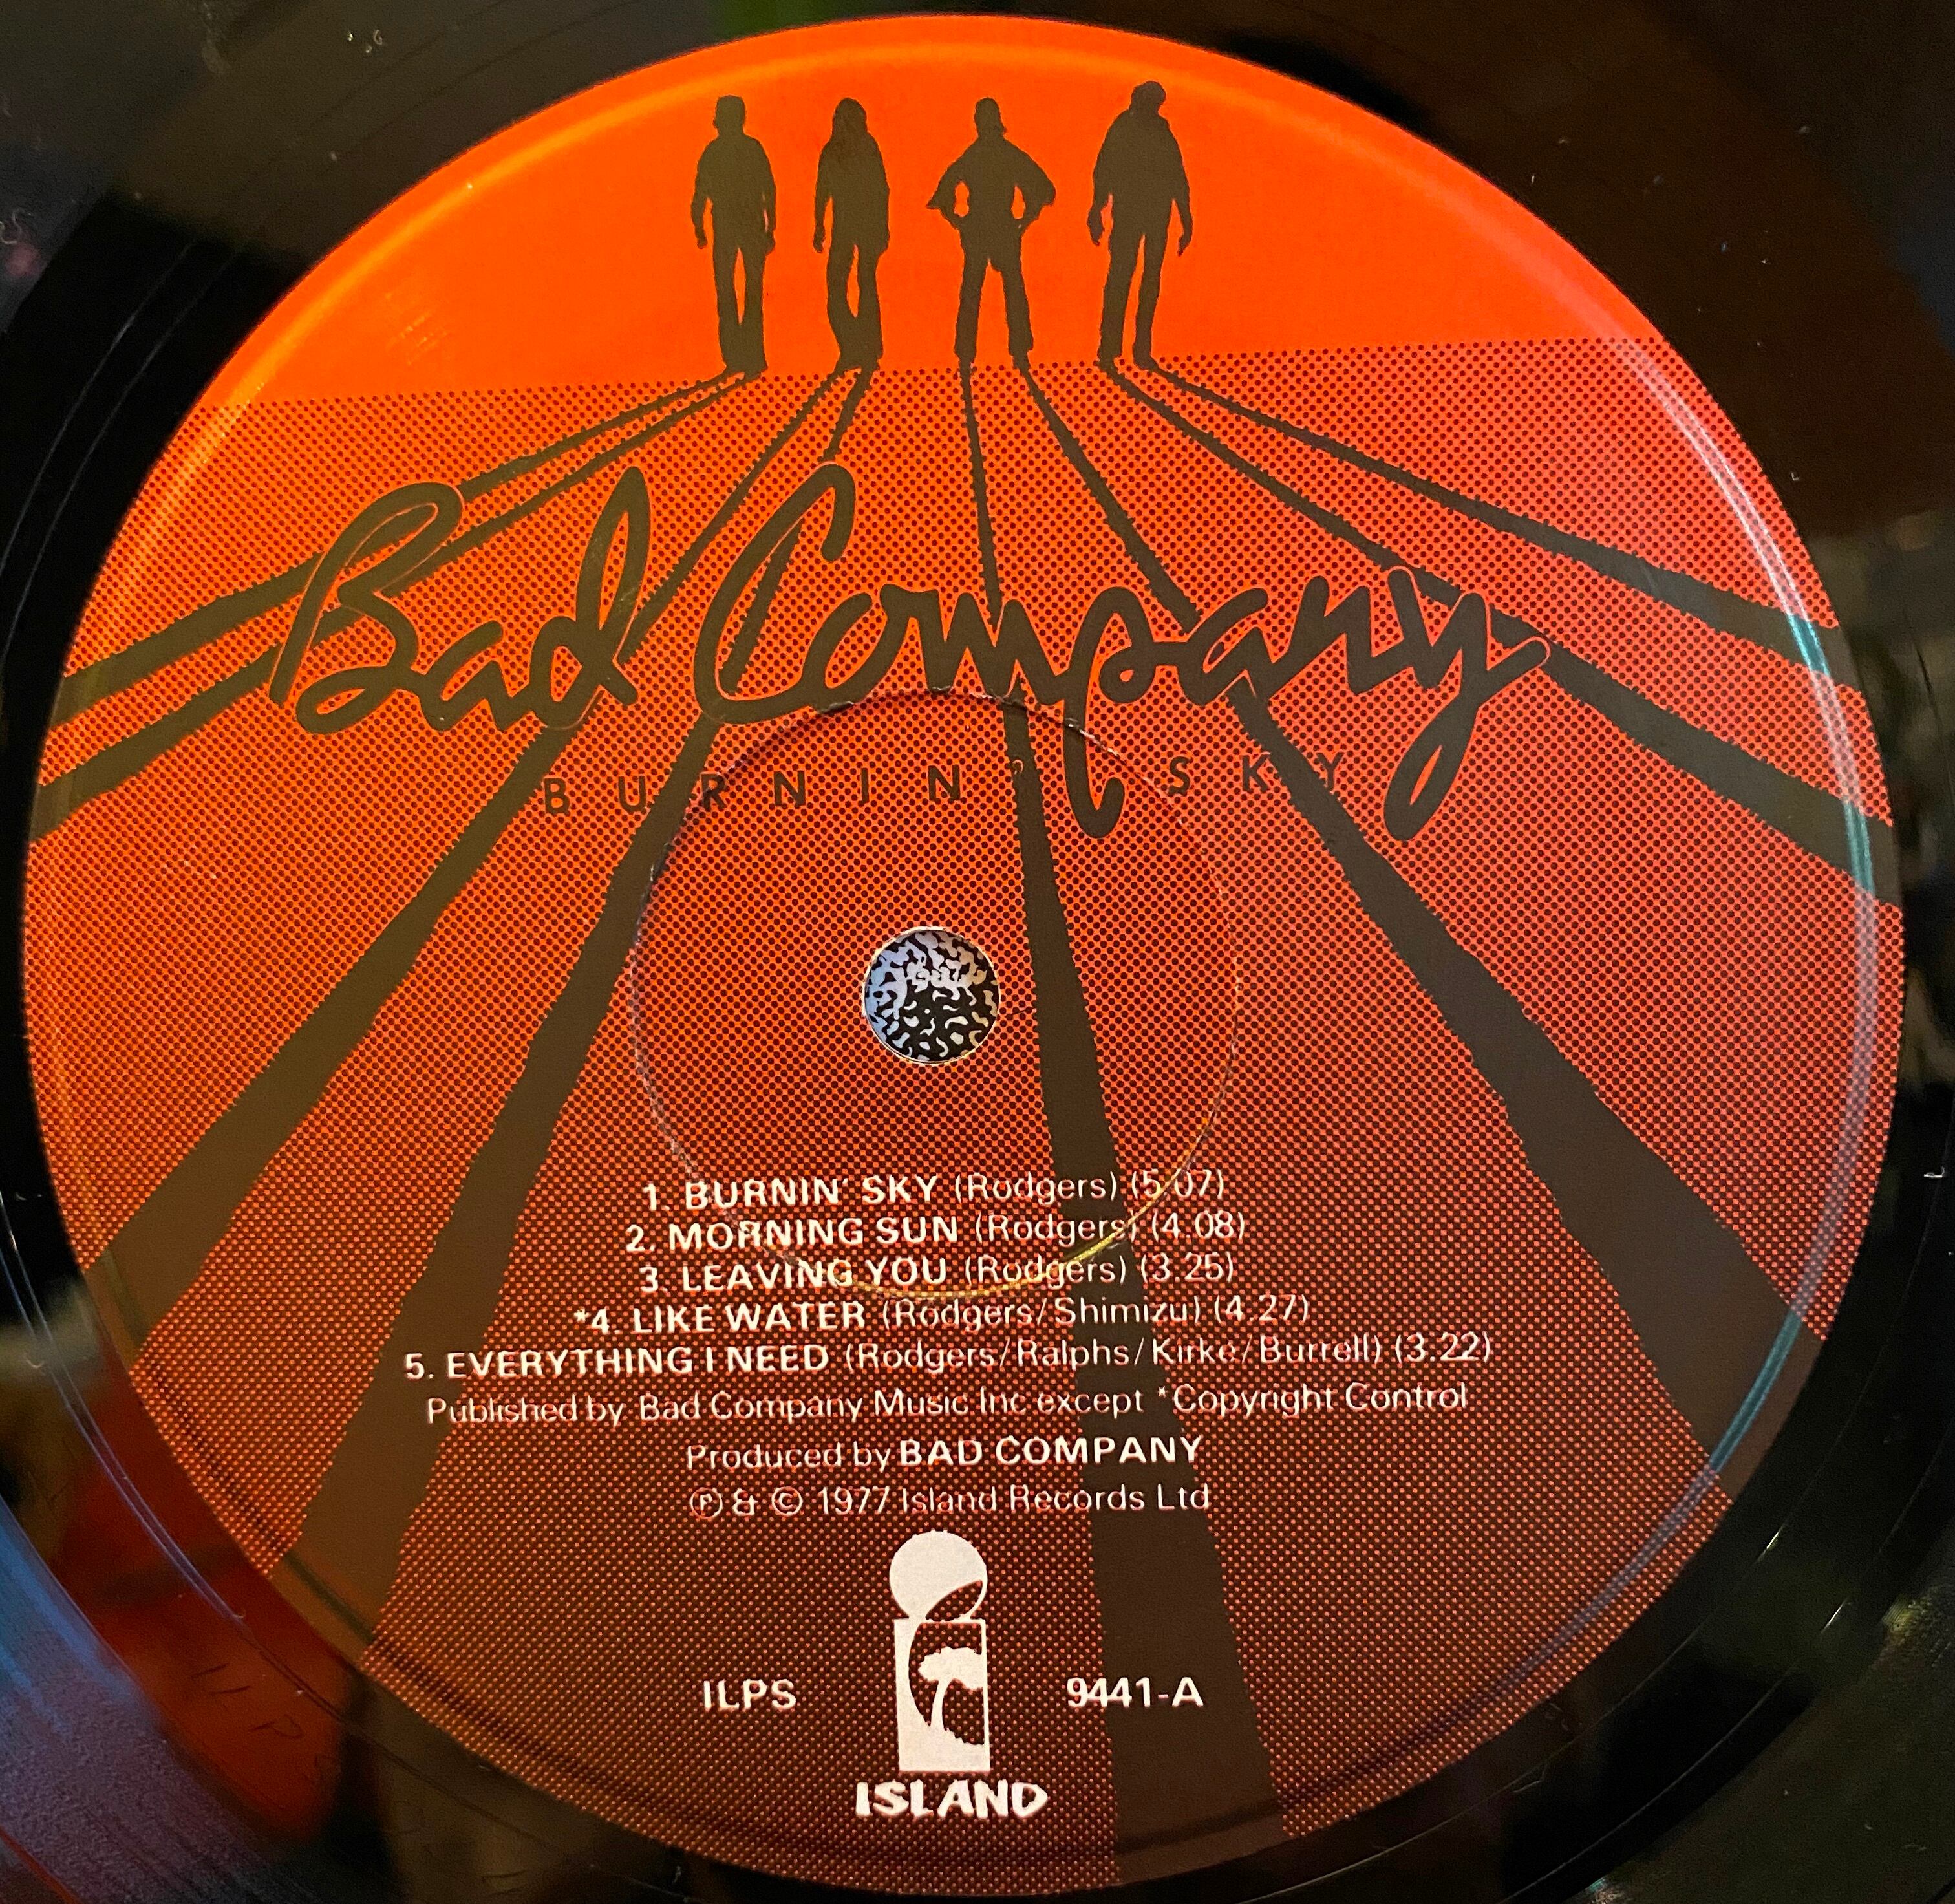 Bad Company
BURNIN' SKY
1. BURNIN' SKY (Rodgers) (5.07)
2. MORNING SUN (Rodgers) (4.08)
3. LEAVING YOU (Rodgers) (3.25)
*4. LIKE WATER (Rodgers/Shimizu) (4.27)
5. EVERYTHING I NEED (Rodgers/Ralphs/Kirke/Burrell) (3.22)
Published by Bad Company Music Inc except *Copyright Control
Produced by BAD COMPANY
Ⓟ & © 1977 Island Records Ltd
ILPS 9441-A
ISLAND
ILPS